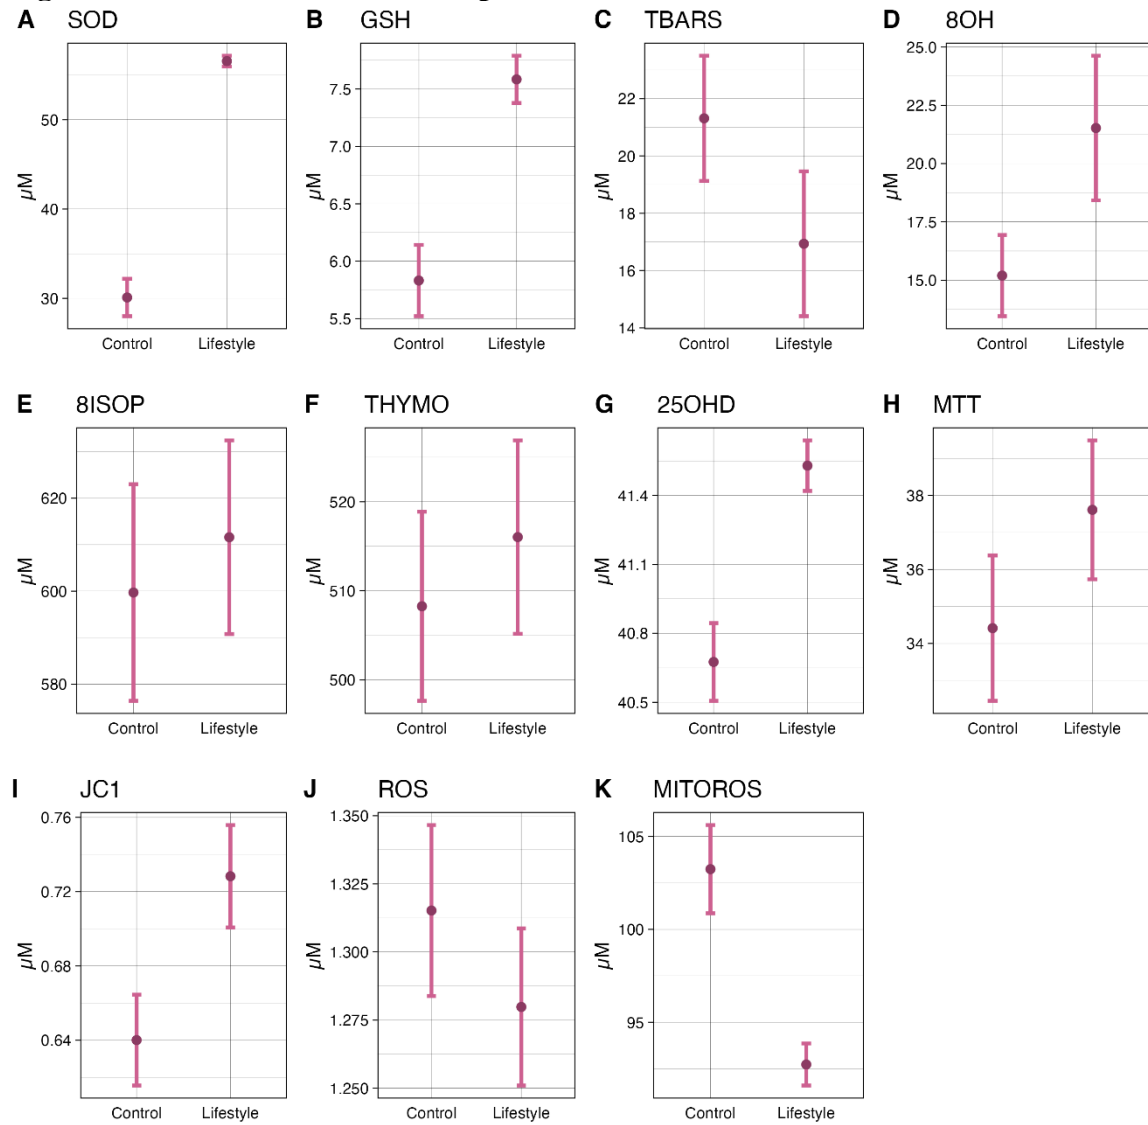 A SOD
B GSH
C TBARS
D 8OH
µM
50
40
30
Control Lifestyle
µM
7.5
7.0
6.5
6.0
5.5
Control Lifestyle
µM
22
20
18
16
14
Control Lifestyle
µM
25.0
22.5
20.0
17.5
15.0
Control Lifestyle
E 8ISOP
F THYMO
G 25OHD
H MTT
µM
620
600
580
Control Lifestyle
µM
520
510
500
Control Lifestyle
µM
41.4
41.1
40.8
40.5
Control Lifestyle
µM
38
36
34
Control Lifestyle
I JC1
J ROS
K MITOROS
µM
0.76
0.72
0.68
0.64
Control Lifestyle
µM
1.350
1.325
1.300
1.275
1.250
Control Lifestyle
µM
105
100
95
Control Lifestyle